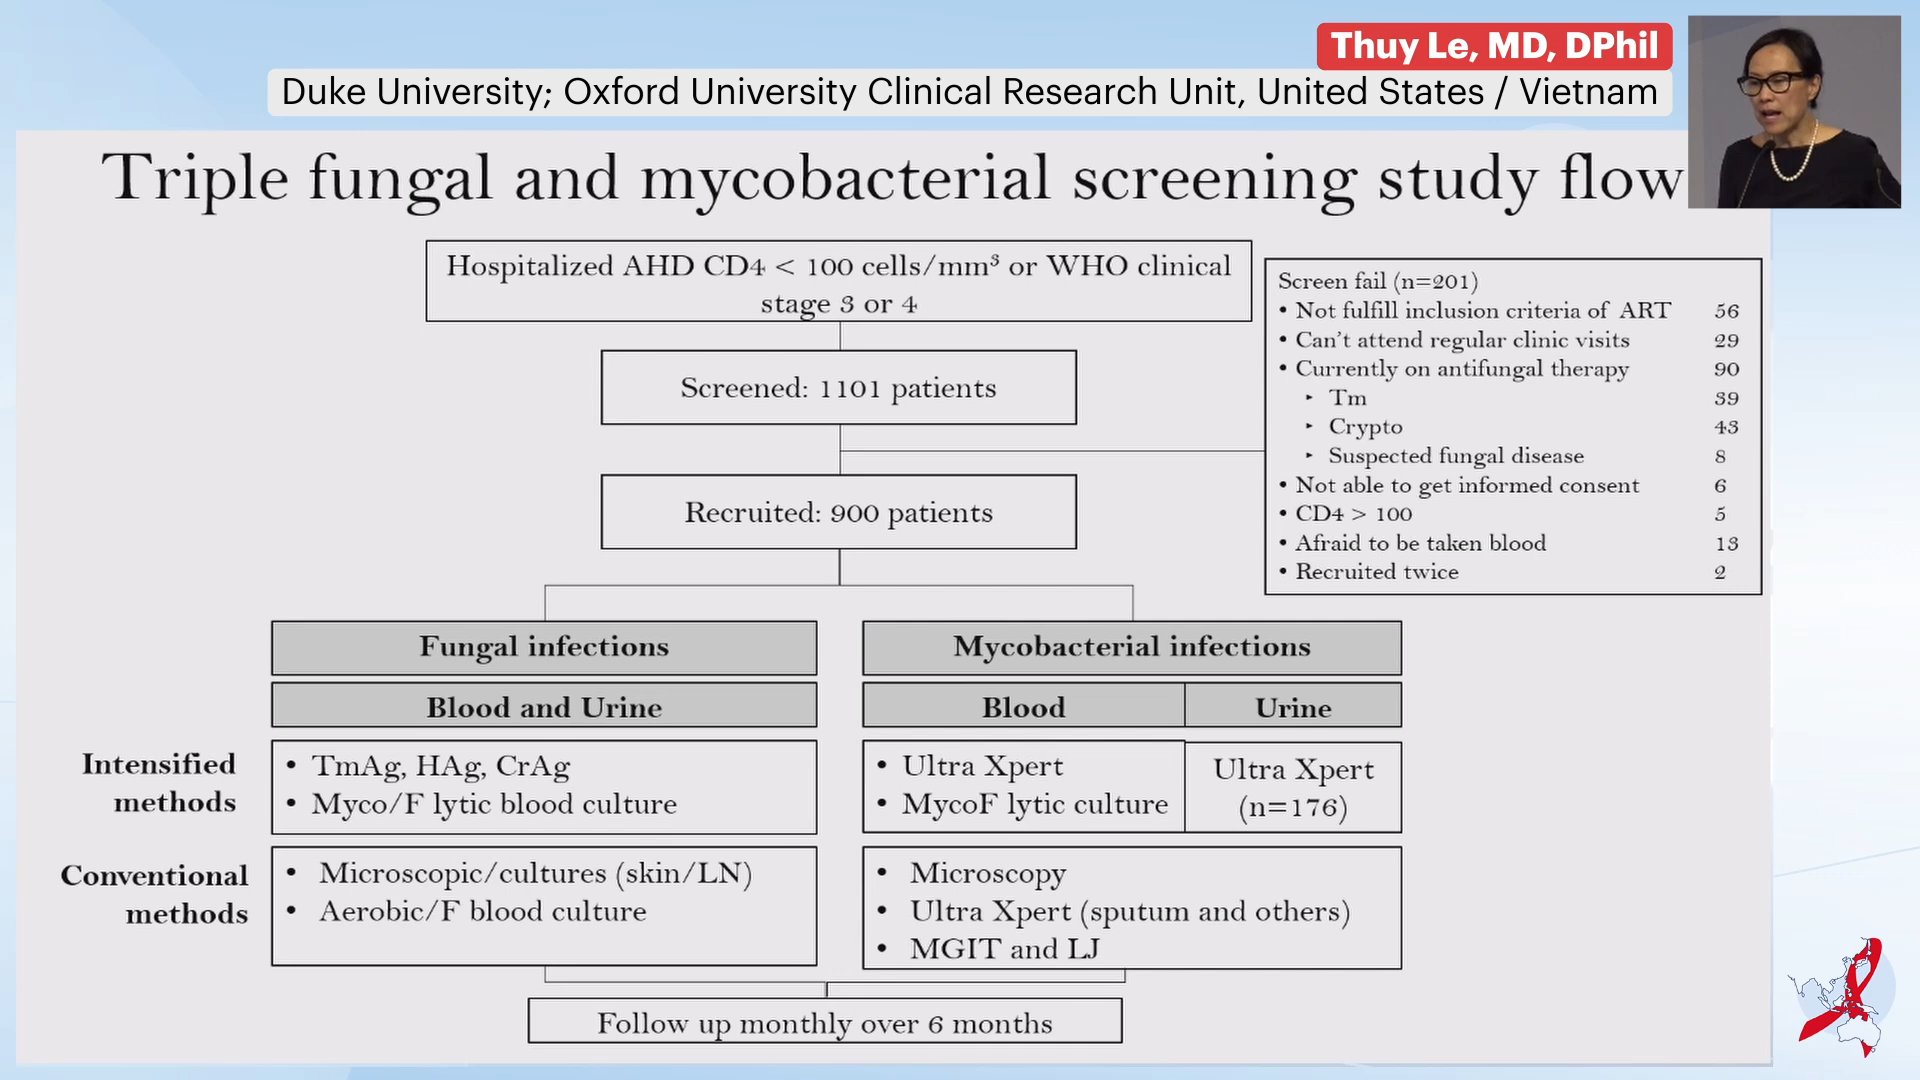 Thuy Le, MD, DPhil
Duke University; Oxford University Clinical Research Unit, United States / Vietnam
Triple fungal and mycobacterial screening study flow
Hospitalized AHD CD4 < 100 cells/mm³ or WHO clinical
stage 3 or 4
Screened: 1101 patients
Recruited: 900 patients
Screen fail (n=201)
• Not fulfill inclusion criteria of ART 56
• Can't attend regular clinic visits 29
• Currently on antifungal therapy 90
‣ Tm 39
‣ Crypto 43
‣ Suspected fungal disease 8
• Not able to get informed consent 6
• CD4 > 100 5
• Afraid to be taken blood 13
• Recruited twice 2
Fungal infections
Blood and Urine
Mycobacterial infections
Blood
Urine
Intensified
methods
• TmAg, HAg, CrAg
• Myco/F lytic blood culture
• Ultra Xpert
• MycoF lytic culture
Ultra Xpert
(n=176)
Conventional
methods
• Microscopic/cultures (skin/LN)
• Aerobic/F blood culture
• Microscopy
• Ultra Xpert (sputum and others)
• MGIT and LJ
Follow up monthly over 6 months